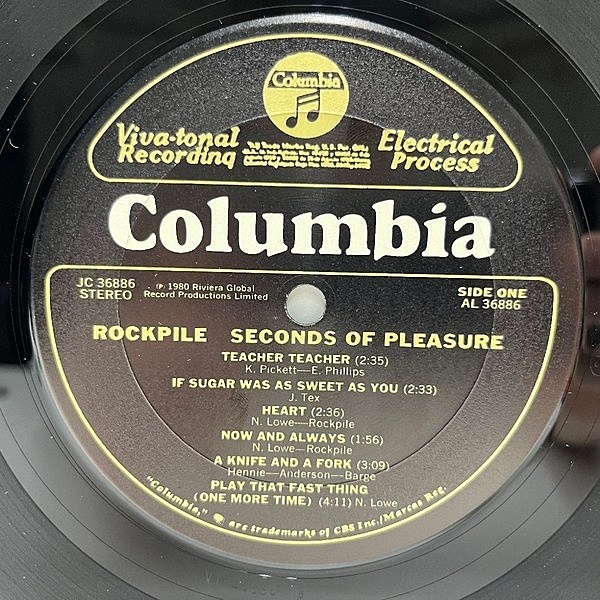 Columbia
Viva-tonal
Recording
Electrical
Process
Columbia
JC 36886
STEREO
℗ 1980 Riviera Global
Record Productions Limited
SIDE ONE
AL 36886
ROCKPILE SECONDS OF PLEASURE
TEACHER TEACHER (2:35)
K. Pickett—E. Phillips
IF SUGAR WAS AS SWEET AS YOU (2:33)
J. Tex
HEART (2:36)
N. Lowe—Rockpile
NOW AND ALWAYS (1:56)
N. Lowe—Rockpile
A KNIFE AND A FORK (3:09)
Hennie—Anderson—Barge
PLAY THAT FAST THING
(ONE MORE TIME) (4:11) N. Lowe
"Columbia," are trademarks of CBS Inc./Marcas Reg.